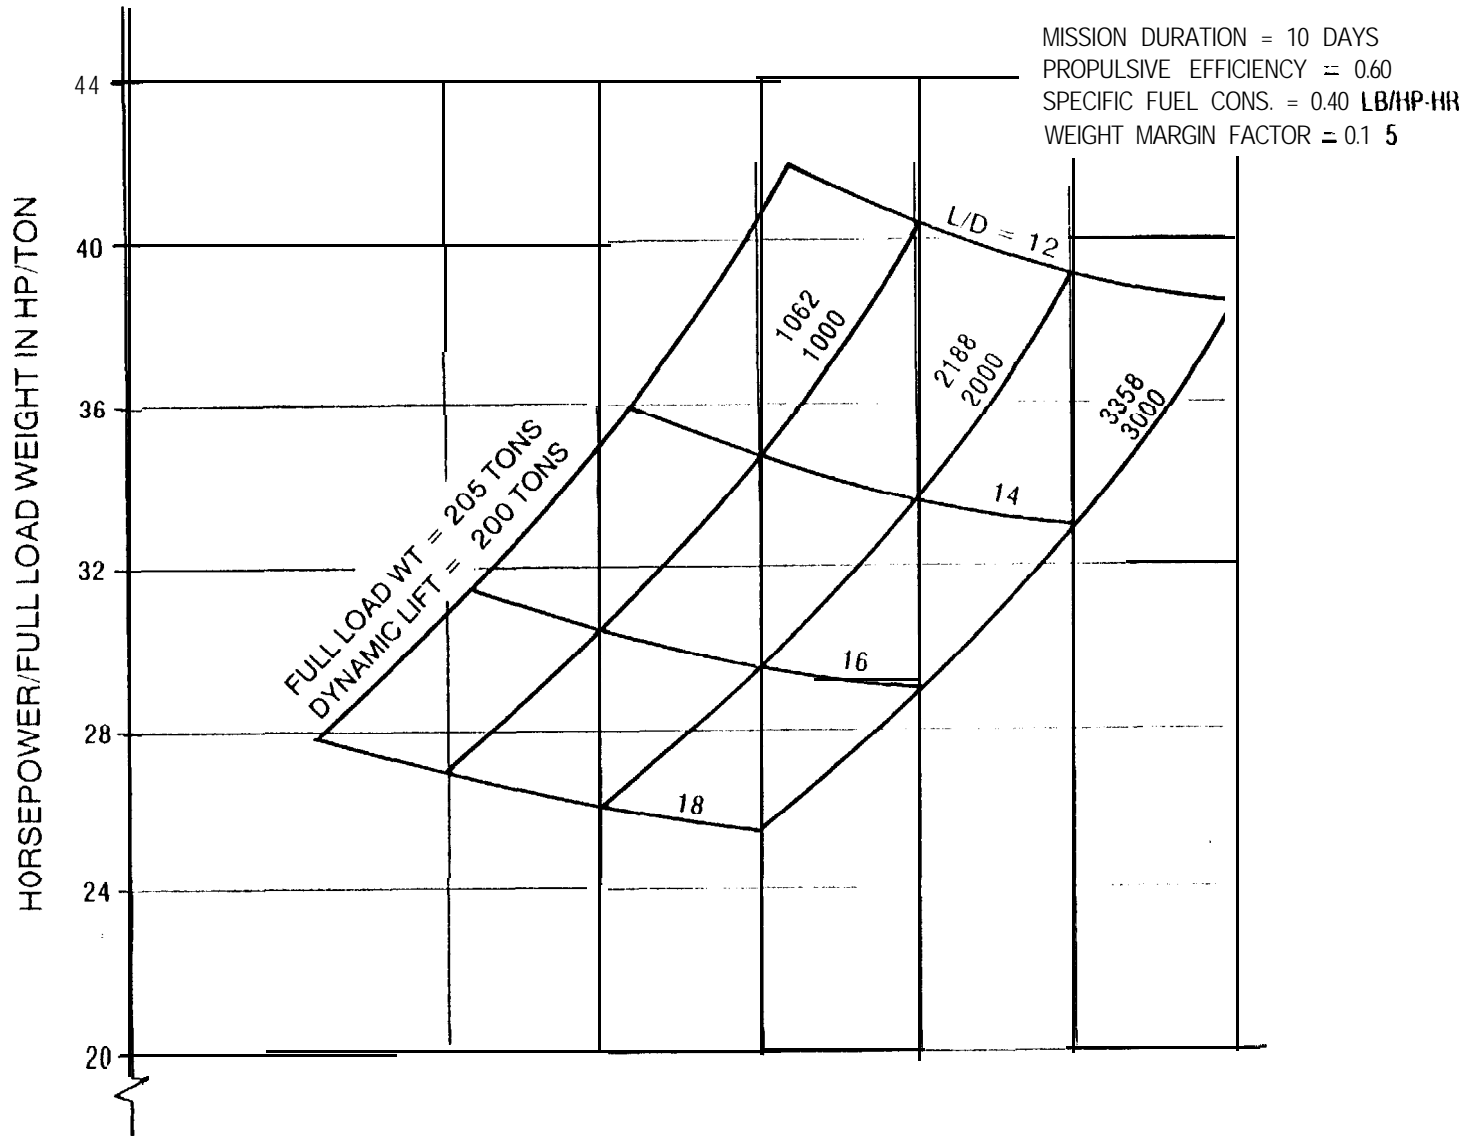 MISSION DURATION = 10 DAYS
PROPULSIVE EFFICIENCY = 0.60
SPECIFIC FUEL CONS. = 0.40 LB/HP-HR
WEIGHT MARGIN FACTOR = 0.1 5
HORSEPOWER/FULL LOAD WEIGHT IN HP/TON
44
40
36
32
28
24
20
L/D = 12
14
16
18
FULL LOAD WT = 205 TONS
DYNAMIC LIFT = 200 TONS
1062
1000
2188
2000
3358
3000